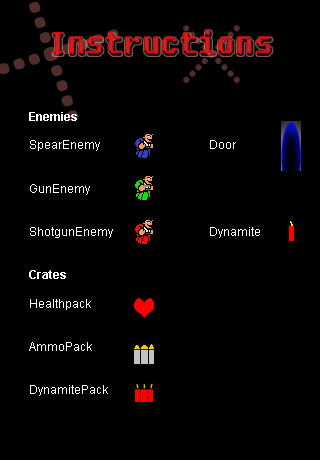 Instructions
Enemies
SpearEnemy
Door
GunEnemy
ShotgunEnemy
Dynamite
Crates
Healthpack
AmmoPack
DynamitePack